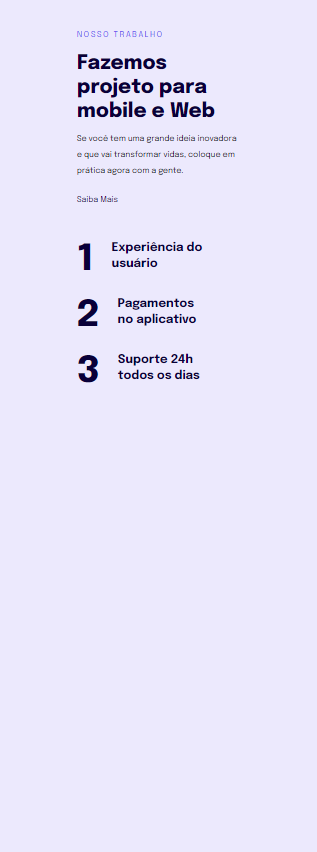 NOSSO TRABALHO
Fazemos
projeto para
mobile e Web
Se você tem uma grande ideia inovadora
e que vai transformar vidas, coloque em
prática agora com a gente.
Saiba Mais
1 Experiência do
usuário
2 Pagamentos
no aplicativo
3 Suporte 24h
todos os dias